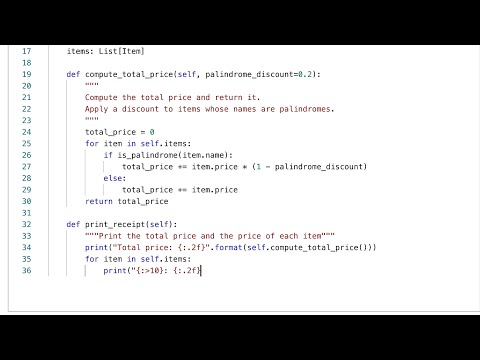 17 items: List[Item]
18
19 def compute_total_price(self, palindrome_discount=0.2):
20 """
21 Compute the total price and return it.
22 Apply a discount to items whose names are palindromes.
23 """
24 total_price = 0
25 for item in self.items:
26 if is_palindrome(item.name):
27 total_price += item.price * (1 - palindrome_discount)
28 else:
29 total_price += item.price
30 return total_price
31
32 def print_receipt(self):
33 """Print the total price and the price of each item"""
34 print("Total price: {:.2f}".format(self.compute_total_price()))
35 for item in self.items:
36 print("{:>10}: {:.2f}